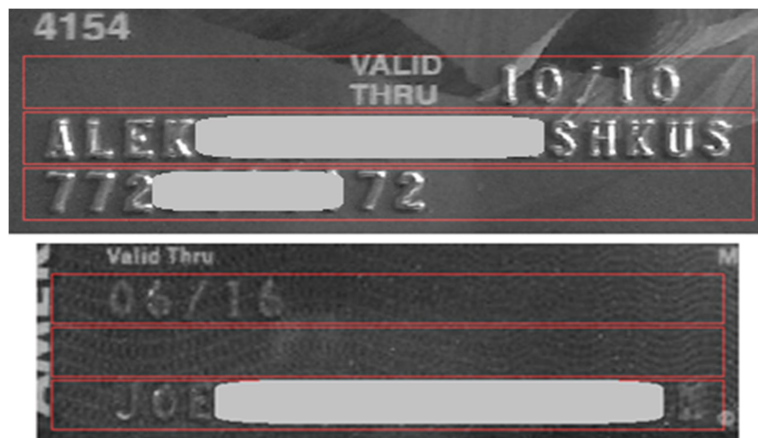 4154
VALID
THRU 10/10
ALEK SHKUS
772 72
Valid Thru
06/16
JOE